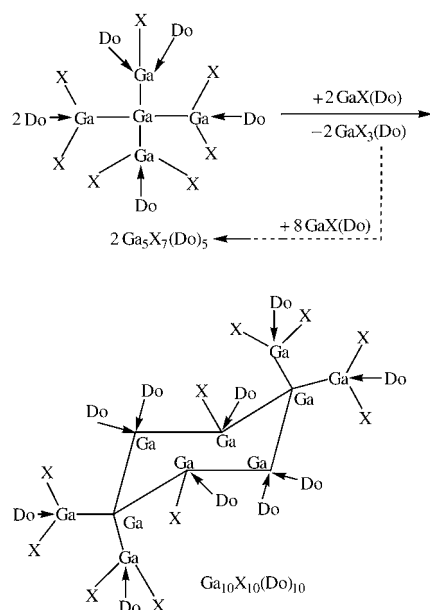 X
Do Do
X Ga X
2 Do Ga Ga Ga Do
X Ga X
X X
Do
+2 GaX(Do)
−2 GaX₃(Do)
2 Ga₅X₇(Do)₅
+8 GaX(Do)
Do X
X Ga
X
Do X Do Ga Do
Do Ga X
Ga Ga
X Ga Ga Do
Do Ga Ga X Do Do
X Ga
X X
Do
Ga₁₀X₁₀(Do)₁₀